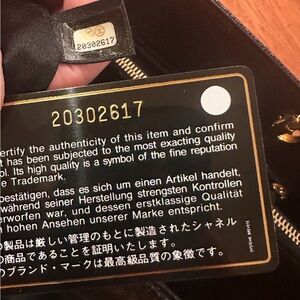 20302617
20302617
ertify the authenticity of this item and confirm
t has been subjected to the most exacting quality
ol. Its high quality is a symbol of the fine reputation
e Trademark.
bestätigen, dass es sich um einen Artikel handelt,
während seiner Herstellung strengsten Kontrollen
erworfen war, und dessen erstklassige Qualität
hohen Ansehen unserer Marke entspricht.
の製品は厳しい管理のもとに製造されたシャネル
の商品であることを証明いたします。
のブランド・マークは最高級品質の象徴です。